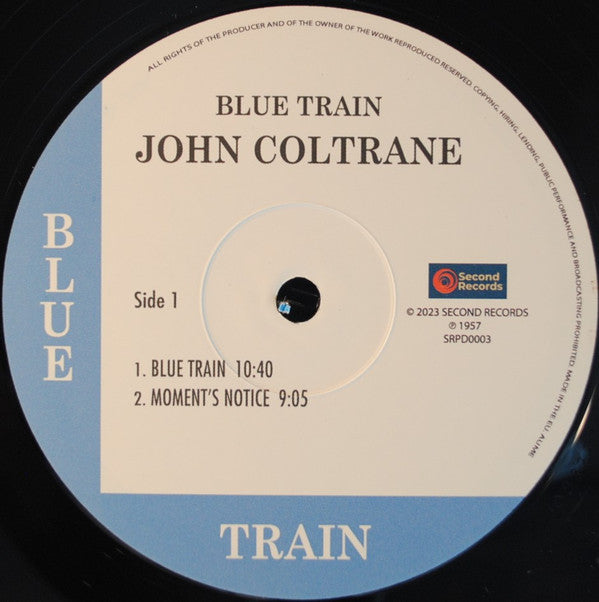 ALL RIGHTS OF THE PRODUCER AND OF THE OWNER OF THE WORK REPRODUCED RESERVED. COPYING, HIRING, LENDING, PUBLIC PERFORMANCE AND BROADCASTING PROHIBITED. MADE IN THE EU.
BLUE TRAIN
JOHN COLTRANE
BLUE
Second
Records
Side 1
© 2023 SECOND RECORDS
℗ 1957
SRPD0003
1. BLUE TRAIN 10:40
2. MOMENT'S NOTICE 9:05
TRAIN